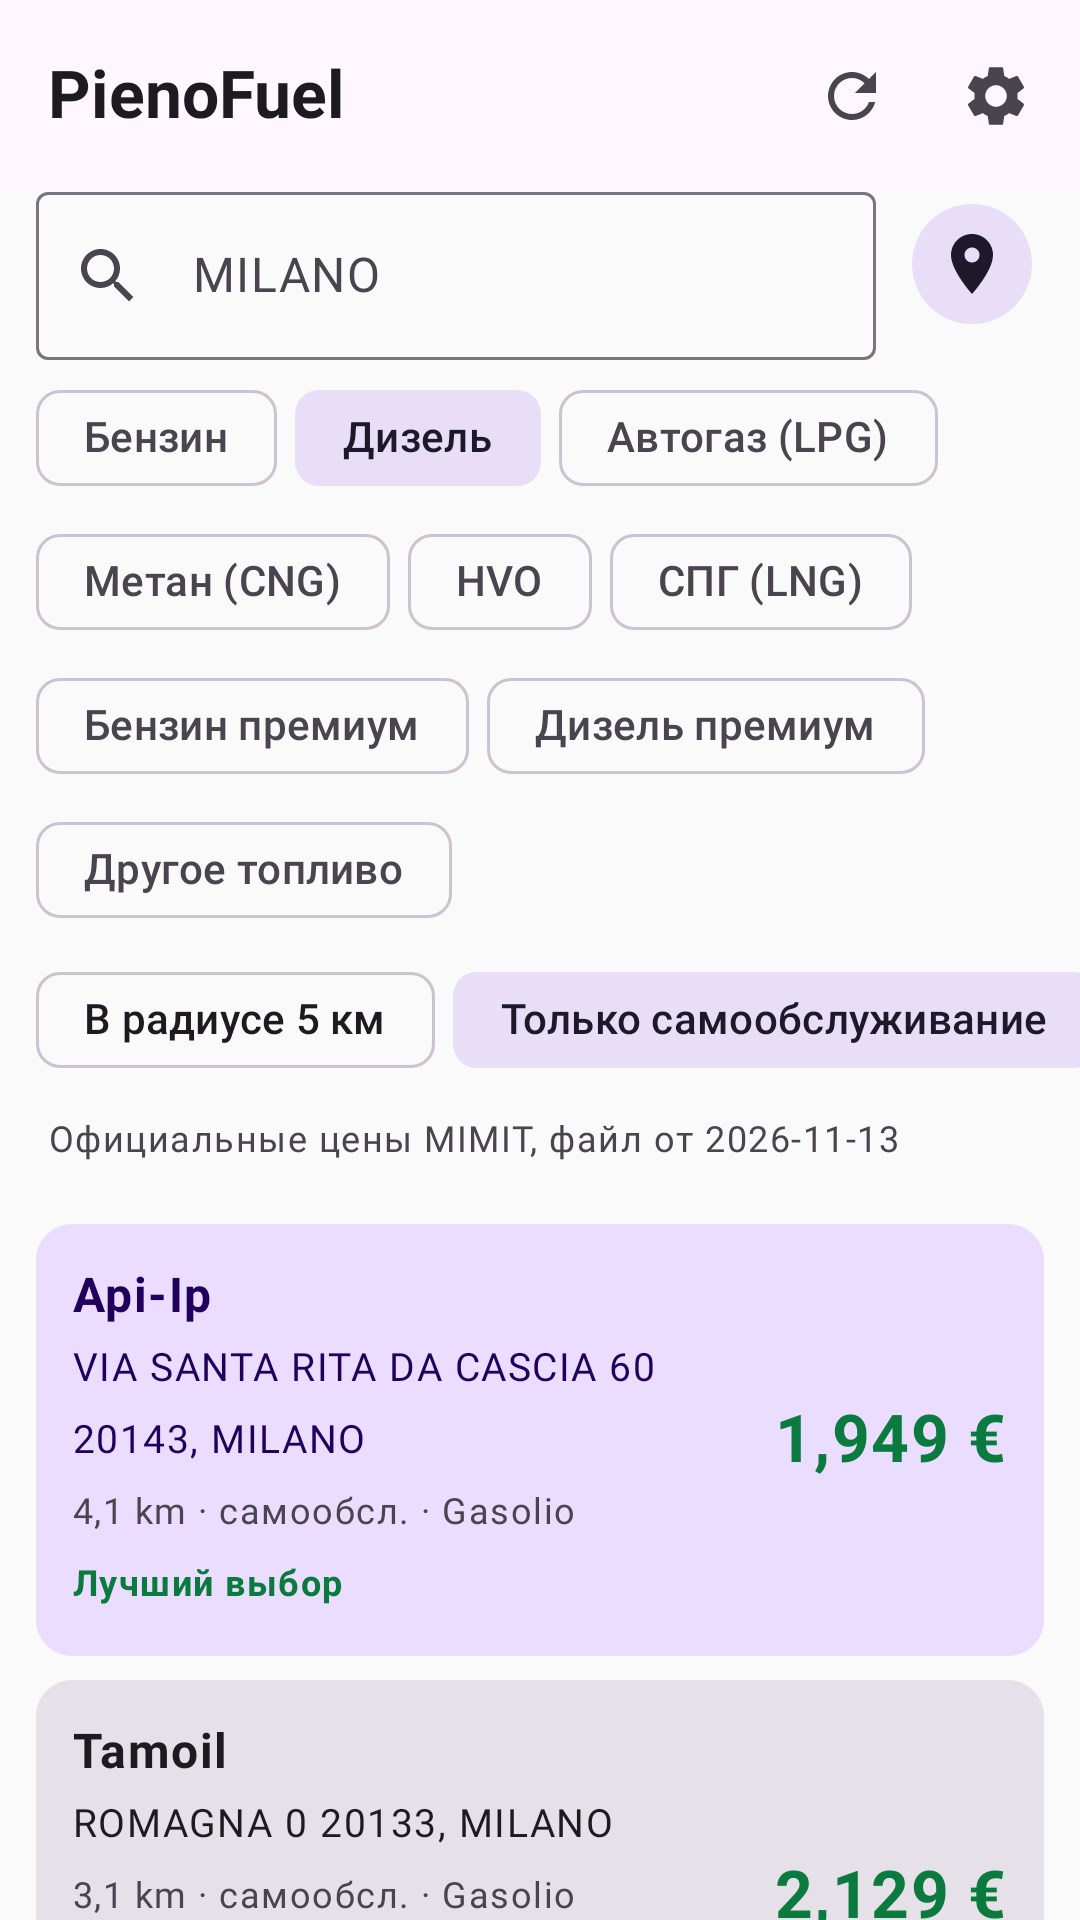 PienoFuel
MILANO
Бензин
Дизель
Автогаз (LPG)
Метан (CNG)
HVO
СПГ (LNG)
Бензин премиум
Дизель премиум
Другое топливо
В радиусе 5 км
Только самообслуживание
Официальные цены MIMIT, файл от 2026-11-13
Api-Ip
VIA SANTA RITA DA CASCIA 60
20143, MILANO
1,949 €
4,1 km · самообсл. · Gasolio
Лучший выбор
Tamoil
ROMAGNA 0 20133, MILANO
3,1 km · самообсл. · Gasolio
2,129 €